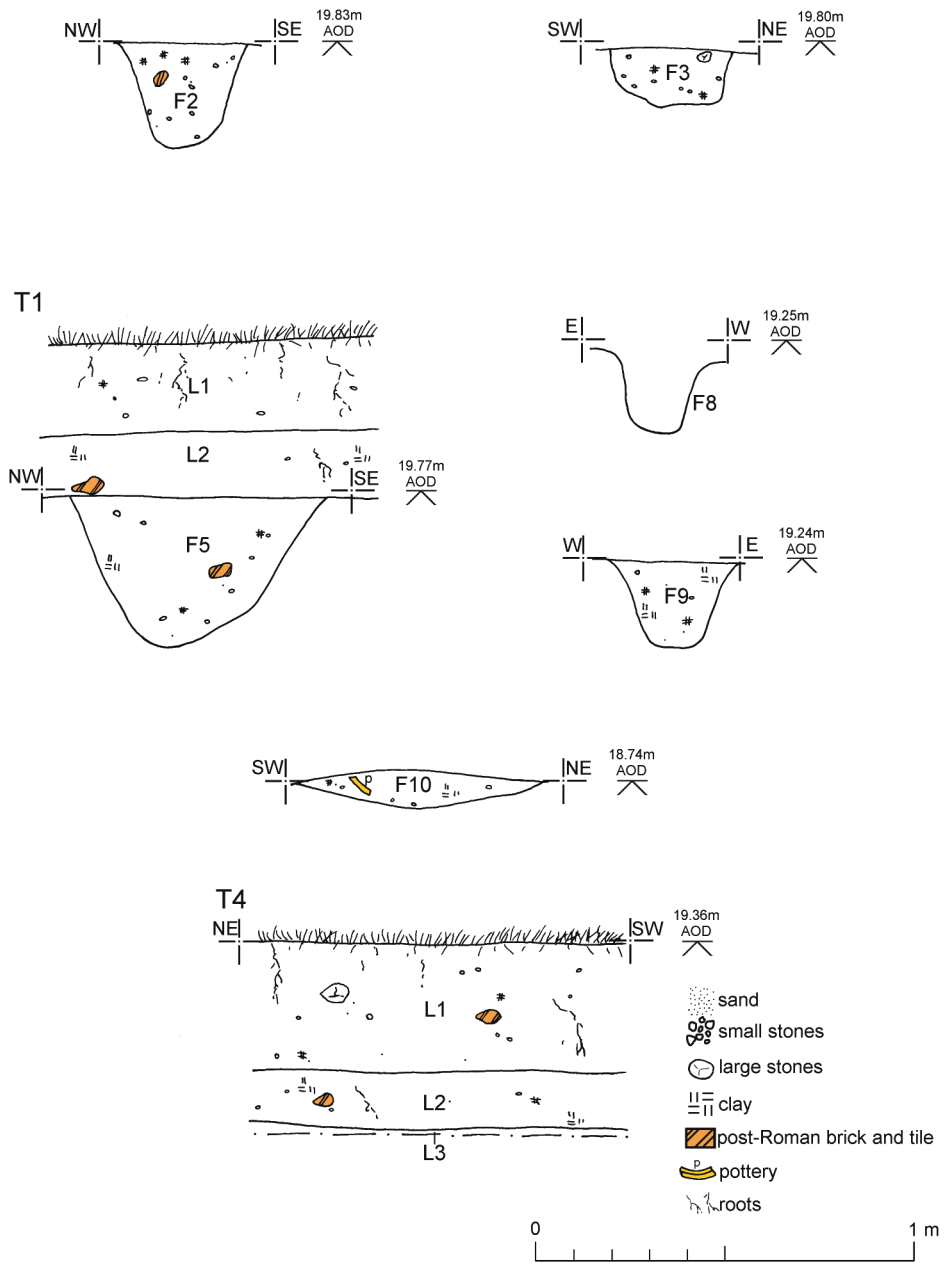 NW SE 19.83m
AOD
F2
SW NE 19.80m
AOD
F3
T1
L1
L2
NW SE 19.77m
AOD
F5
E W 19.25m
AOD
F8
W E 19.24m
AOD
F9
SW NE 18.74m
AOD
p
F10
T4
NE SW 19.36m
AOD
L1
L2
L3
sand
small stones
large stones
clay
post-Roman brick and tile
p
pottery
roots
0 1 m